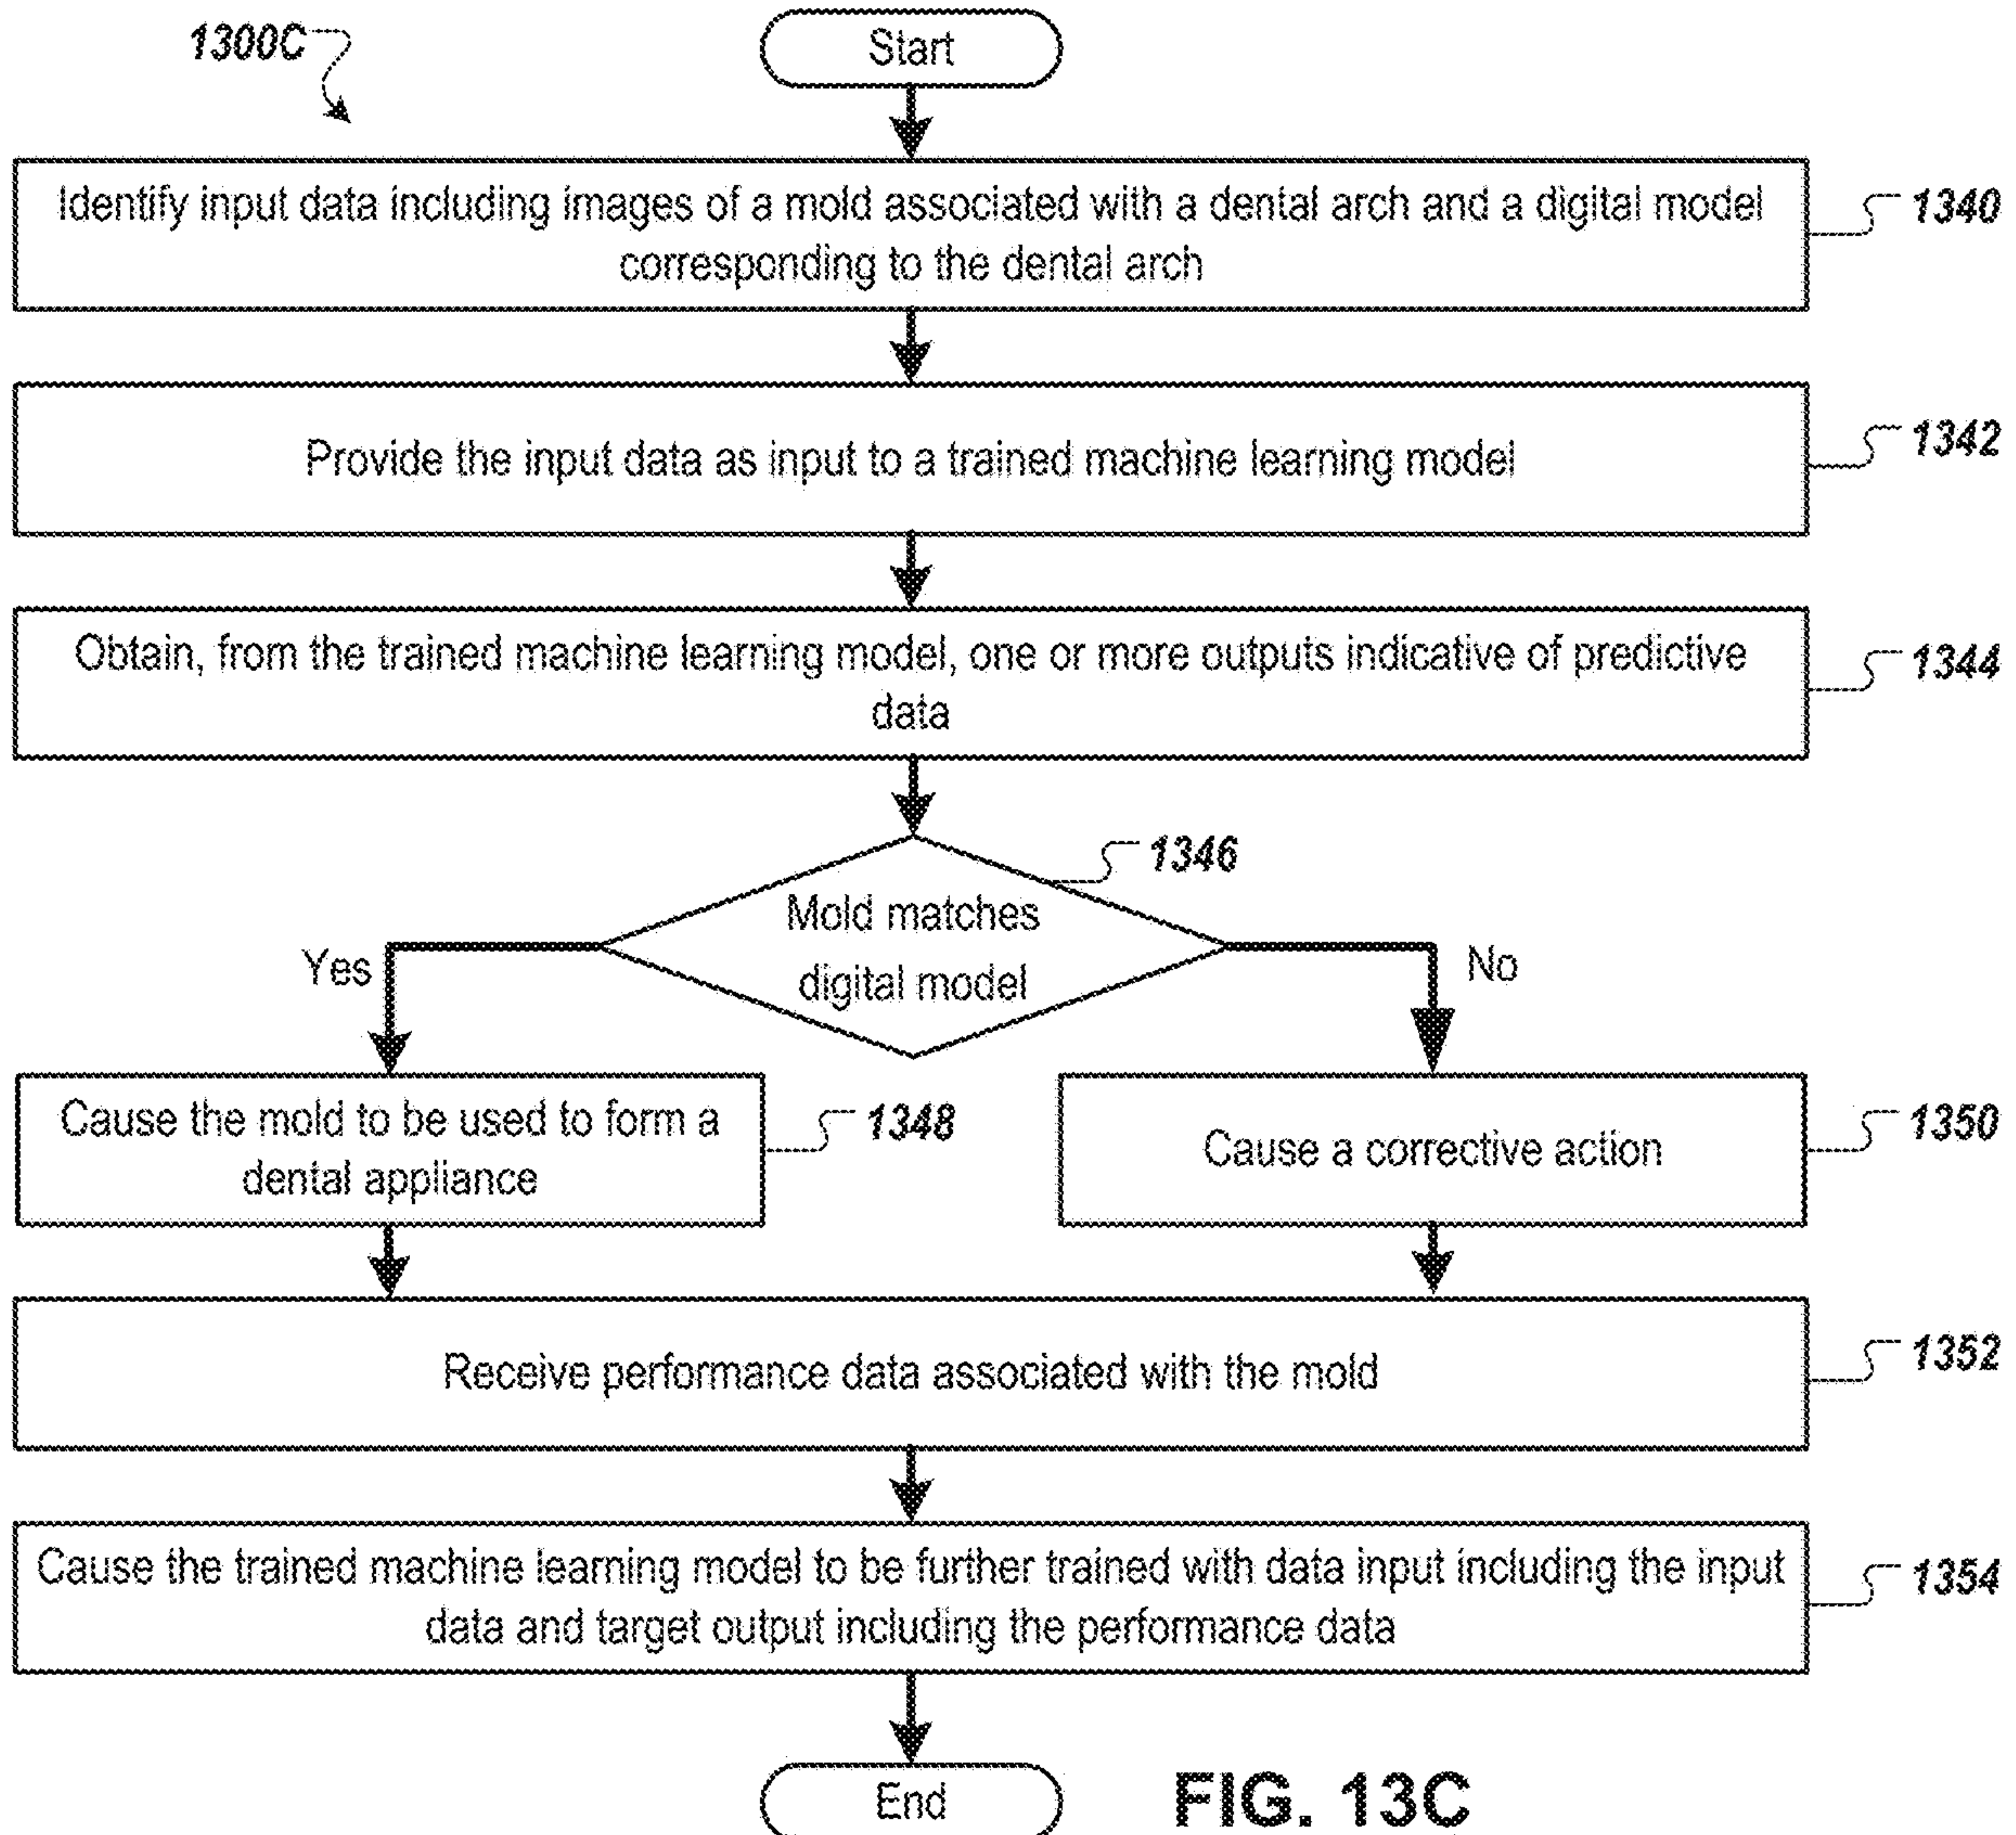 1300C
Start
Identify input data including images of a mold associated with a dental arch and a digital model
corresponding to the dental arch
1340
Provide the input data as input to a trained machine learning model
1342
Obtain, from the trained machine learning model, one or more outputs indicative of predictive
data
1344
1346
Mold matches
digital model
Yes
No
Cause the mold to be used to form a
dental appliance
1348
Cause a corrective action
1350
Receive performance data associated with the mold
1352
Cause the trained machine learning model to be further trained with data input including the input
data and target output including the performance data
1354
End
FIG. 13C